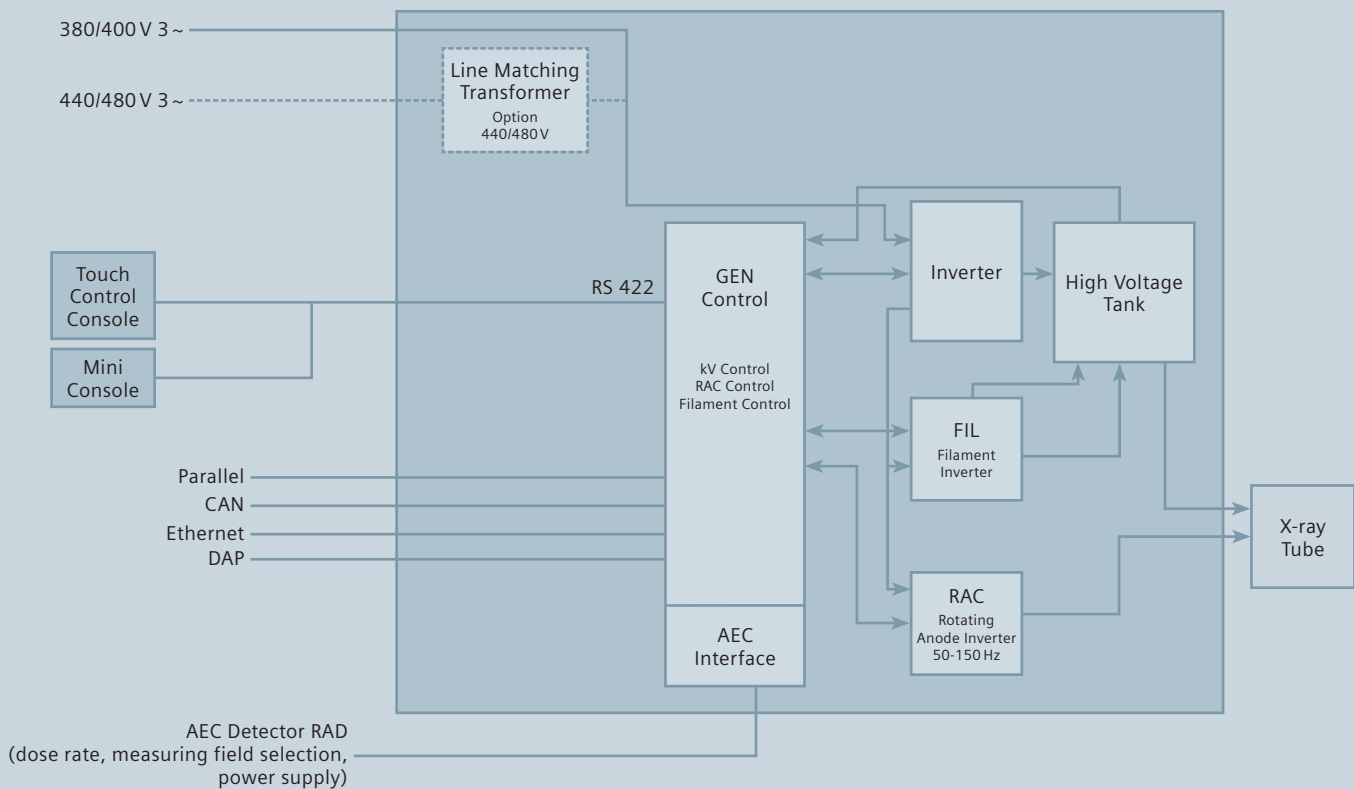 380/400 V 3 ~
440/480 V 3 ~
Line Matching
Transformer
Option
440/480 V
Touch
Control
Console
Mini
Console
RS 422
GEN
Control
kV Control
RAC Control
Filament Control
Inverter
High Voltage
Tank
FIL
Filament
Inverter
Parallel
CAN
Ethernet
DAP
X-ray
Tube
RAC
Rotating
Anode Inverter
50-150 Hz
AEC
Interface
AEC Detector RAD
(dose rate, measuring field selection,
power supply)